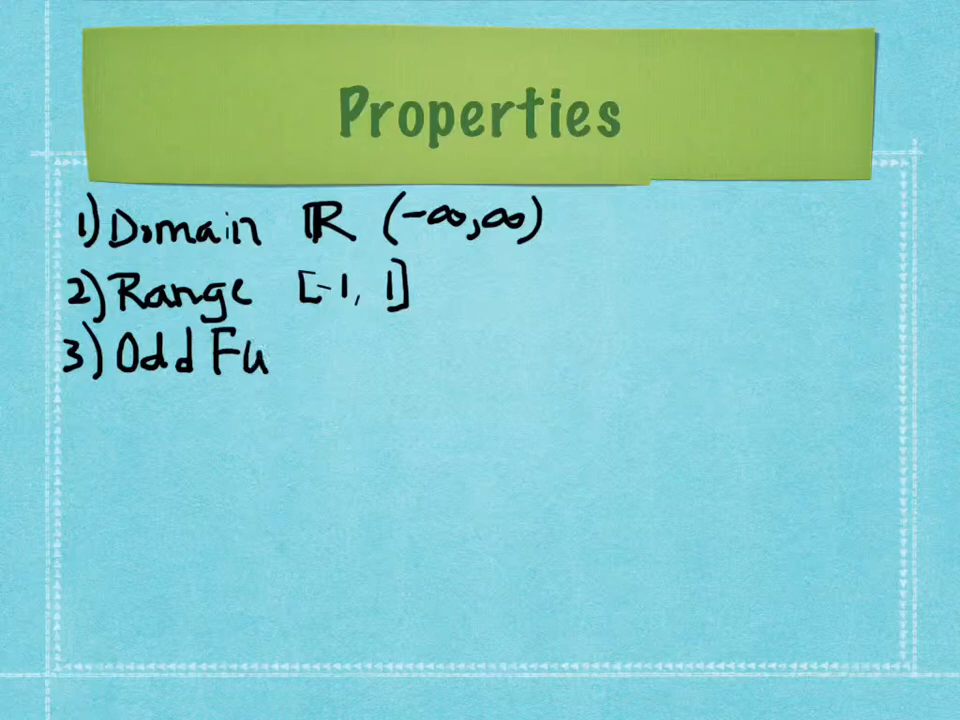 Properties
1) Domain ℝ (-∞,∞)
2) Range [-1, 1]
3) Odd Fu